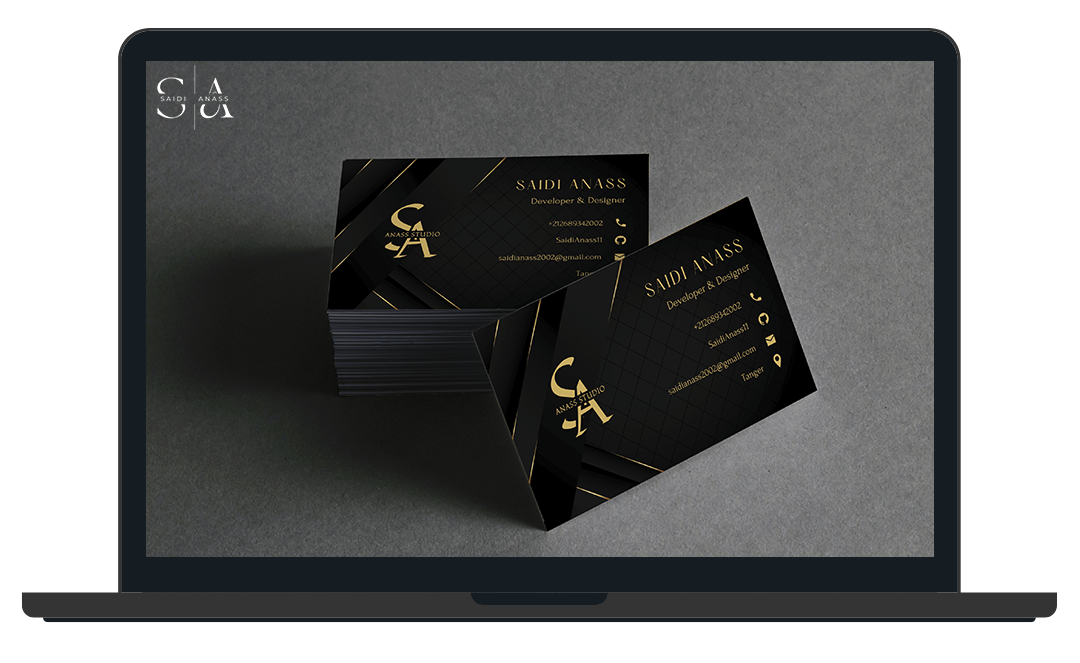 S A
SAIDI ANASS
SAIDI ANASS
Developer & Designer
+212689342002
SaidiAnass11
saidianass2002@gmail.com
SA
ANASS STUDIO
SAIDI ANASS
Developer & Designer
+212689342002
SaidiAnass11
saidianass2002@gmail.com
Tanger
SA
ANASS STUDIO